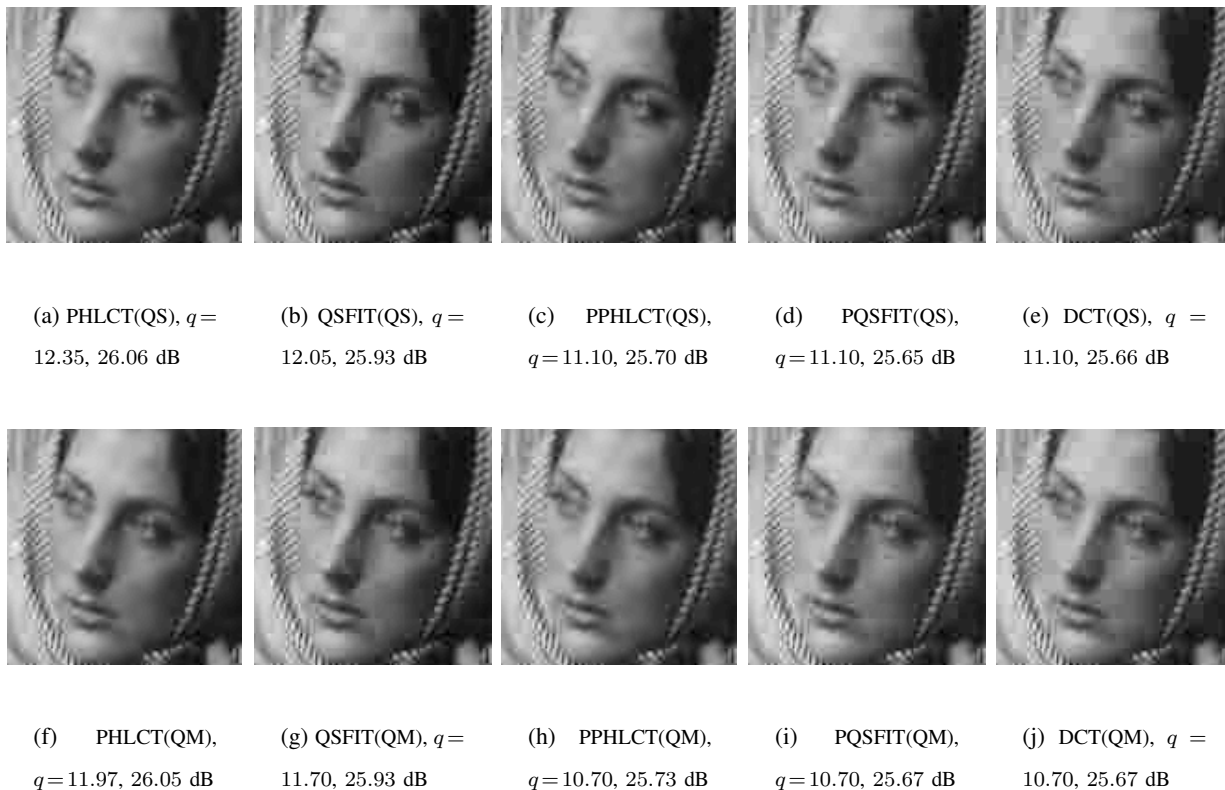 (a) PHLCT(QS), q=
12.35, 26.06 dB
(b) QSFIT(QS), q=
12.05, 25.93 dB
(c) PPHLCT(QS),
q=11.10, 25.70 dB
(d) PQSFIT(QS),
q=11.10, 25.65 dB
(e) DCT(QS), q =
11.10, 25.66 dB
(f) PHLCT(QM),
q=11.97, 26.05 dB
(g) QSFIT(QM), q=
11.70, 25.93 dB
(h) PPHLCT(QM),
q=10.70, 25.73 dB
(i) PQSFIT(QM),
q=10.70, 25.67 dB
(j) DCT(QM), q =
10.70, 25.67 dB